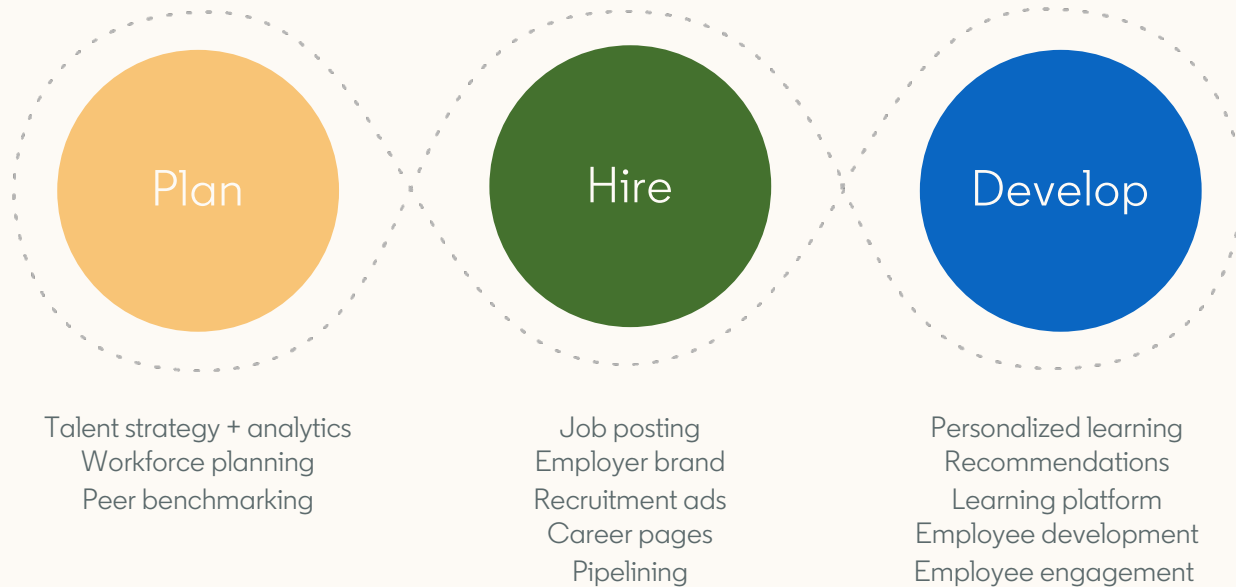 Plan
Hire
Develop
Talent strategy + analytics
Workforce planning
Peer benchmarking
Job posting
Employer brand
Recruitment ads
Career pages
Pipelining
Personalized learning
Recommendations
Learning platform
Employee development
Employee engagement